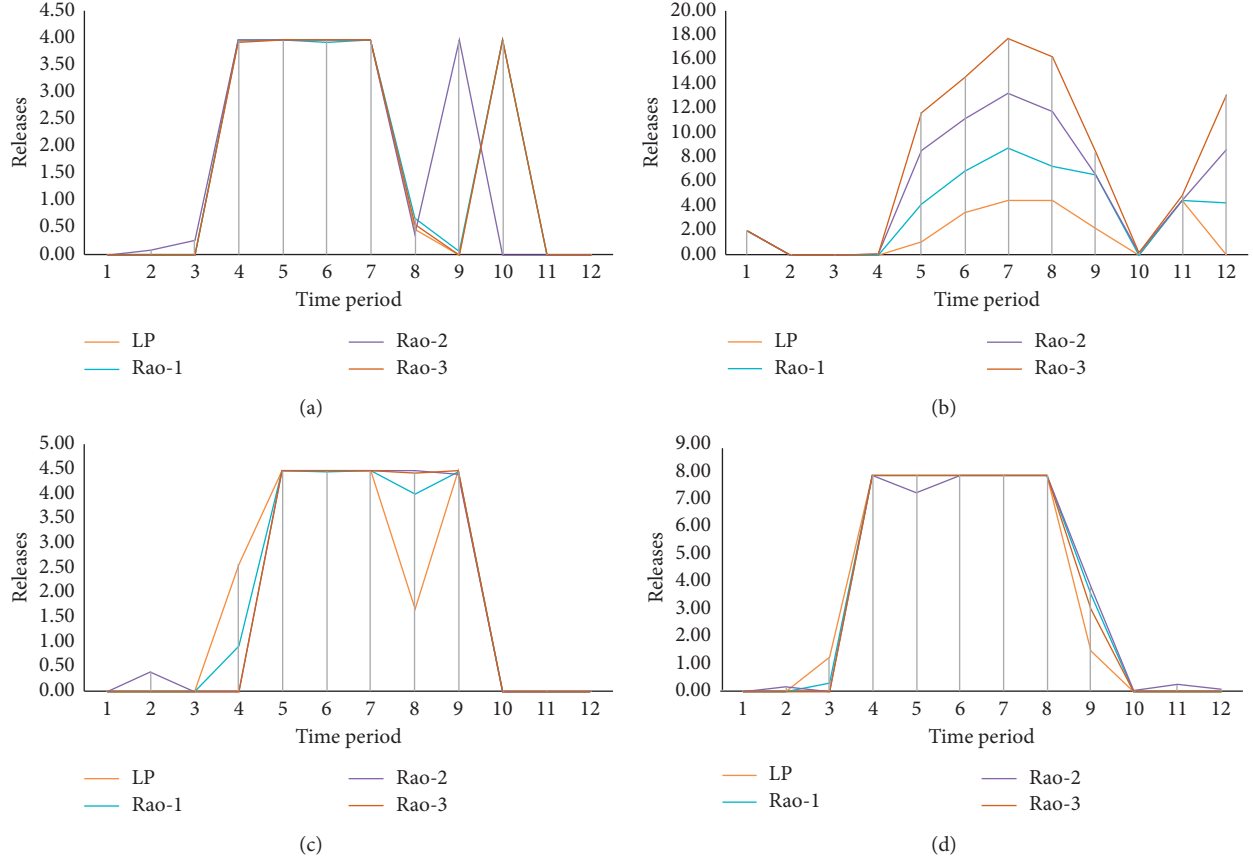 4.50
4.00
3.50
3.00
2.50
2.00
1.50
1.00
0.50
0.00
Releases
1 2 3 4 5 6 7 8 9 10 11 12
Time period
LP Rao-2
Rao-1 Rao-3
(a)
20.00
18.00
16.00
14.00
12.00
10.00
8.00
6.00
4.00
2.00
0.00
Releases
1 2 3 4 5 6 7 8 9 10 11 12
Time period
LP Rao-2
Rao-1 Rao-3
(b)
5.00
4.50
4.00
3.50
3.00
2.50
2.00
1.50
1.00
0.50
0.00
Releases
1 2 3 4 5 6 7 8 9 10 11 12
Time period
LP Rao-2
Rao-1 Rao-3
(c)
9.00
8.00
7.00
6.00
5.00
4.00
3.00
2.00
1.00
0.00
Releases
1 2 3 4 5 6 7 8 9 10 11 12
Time period
LP Rao-2
Rao-1 Rao-3
(d)